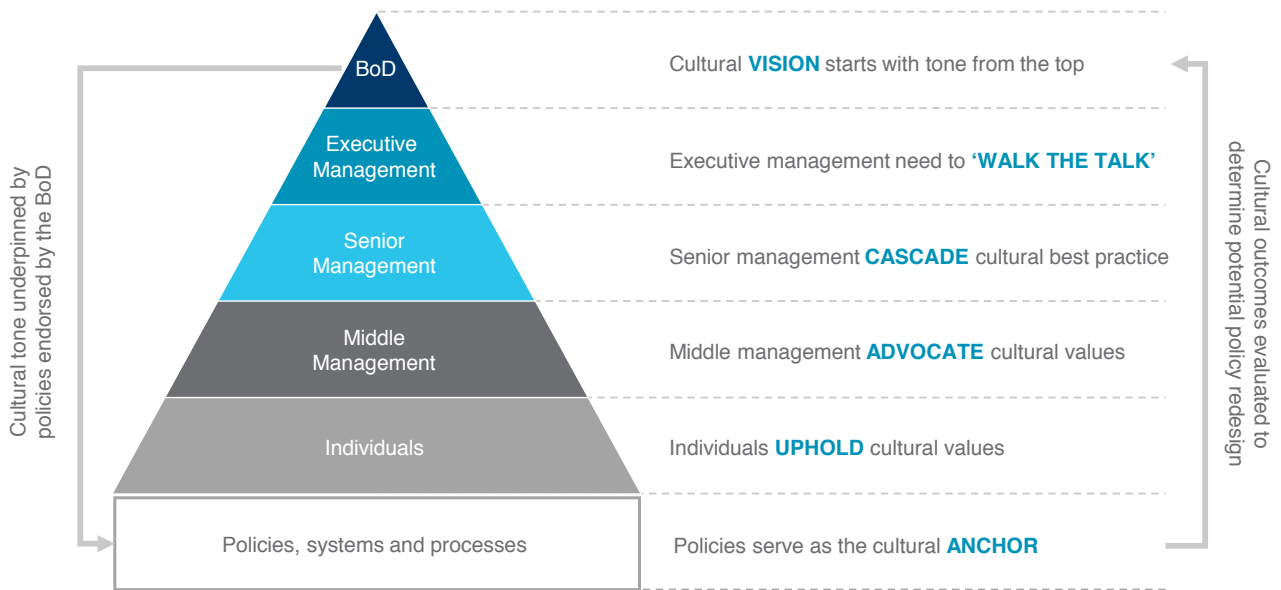 Cultural tone underpinned by
policies endorsed by the BoD
BoD
Cultural VISION starts with tone from the top
Executive
Management
Executive management need to ‘WALK THE TALK’
Senior
Management
Senior management CASCADE cultural best practice
Middle
Management
Middle management ADVOCATE cultural values
Individuals
Individuals UPHOLD cultural values
Policies, systems and processes
Policies serve as the cultural ANCHOR
Cultural outcomes evaluated to
determine potential policy redesign